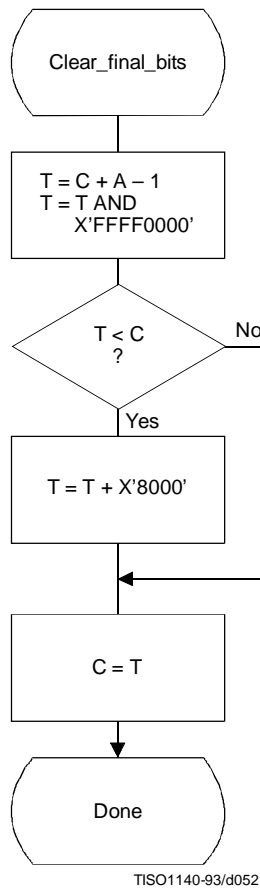 Clear_final_bits
T = C + A – 1
T = T AND
X'FFFF0000'
T < C
?
No
Yes
T = T + X'8000'
C = T
Done
TISO1140-93/d052